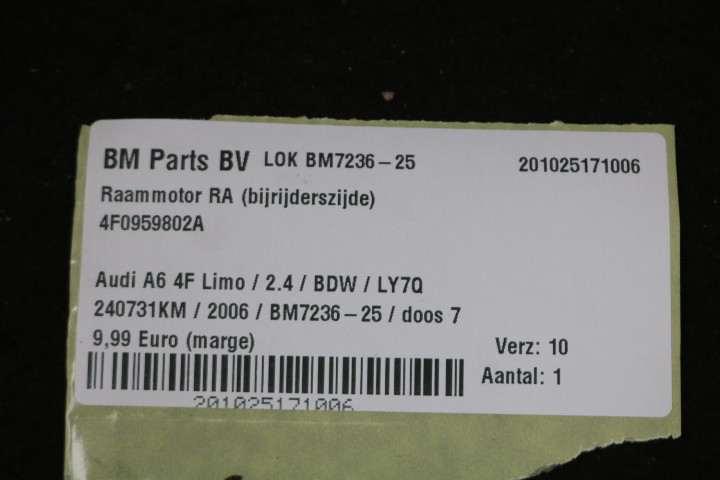 BM Parts BV LOK BM7236-25 201025171006
Raammotor RA (bijrijderszijde)
4F0959802A
Audi A6 4F Limo / 2.4 / BDW / LY7Q
240731KM / 2006 / BM7236-25 / doos 7
9,99 Euro (marge)
Verz: 10
Aantal: 1
201025171006